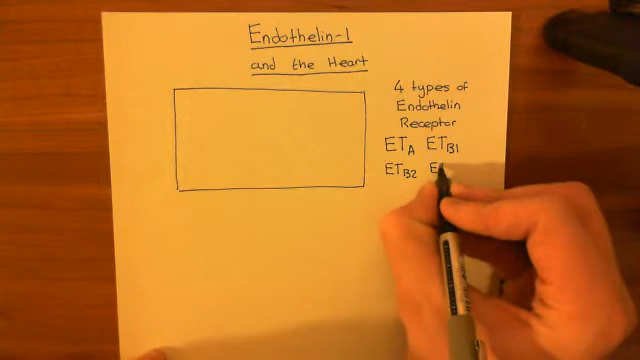 Endothelin-1
and the Heart
4 types of
Endothelin
Receptor
ETA ETB1
ETB2 E